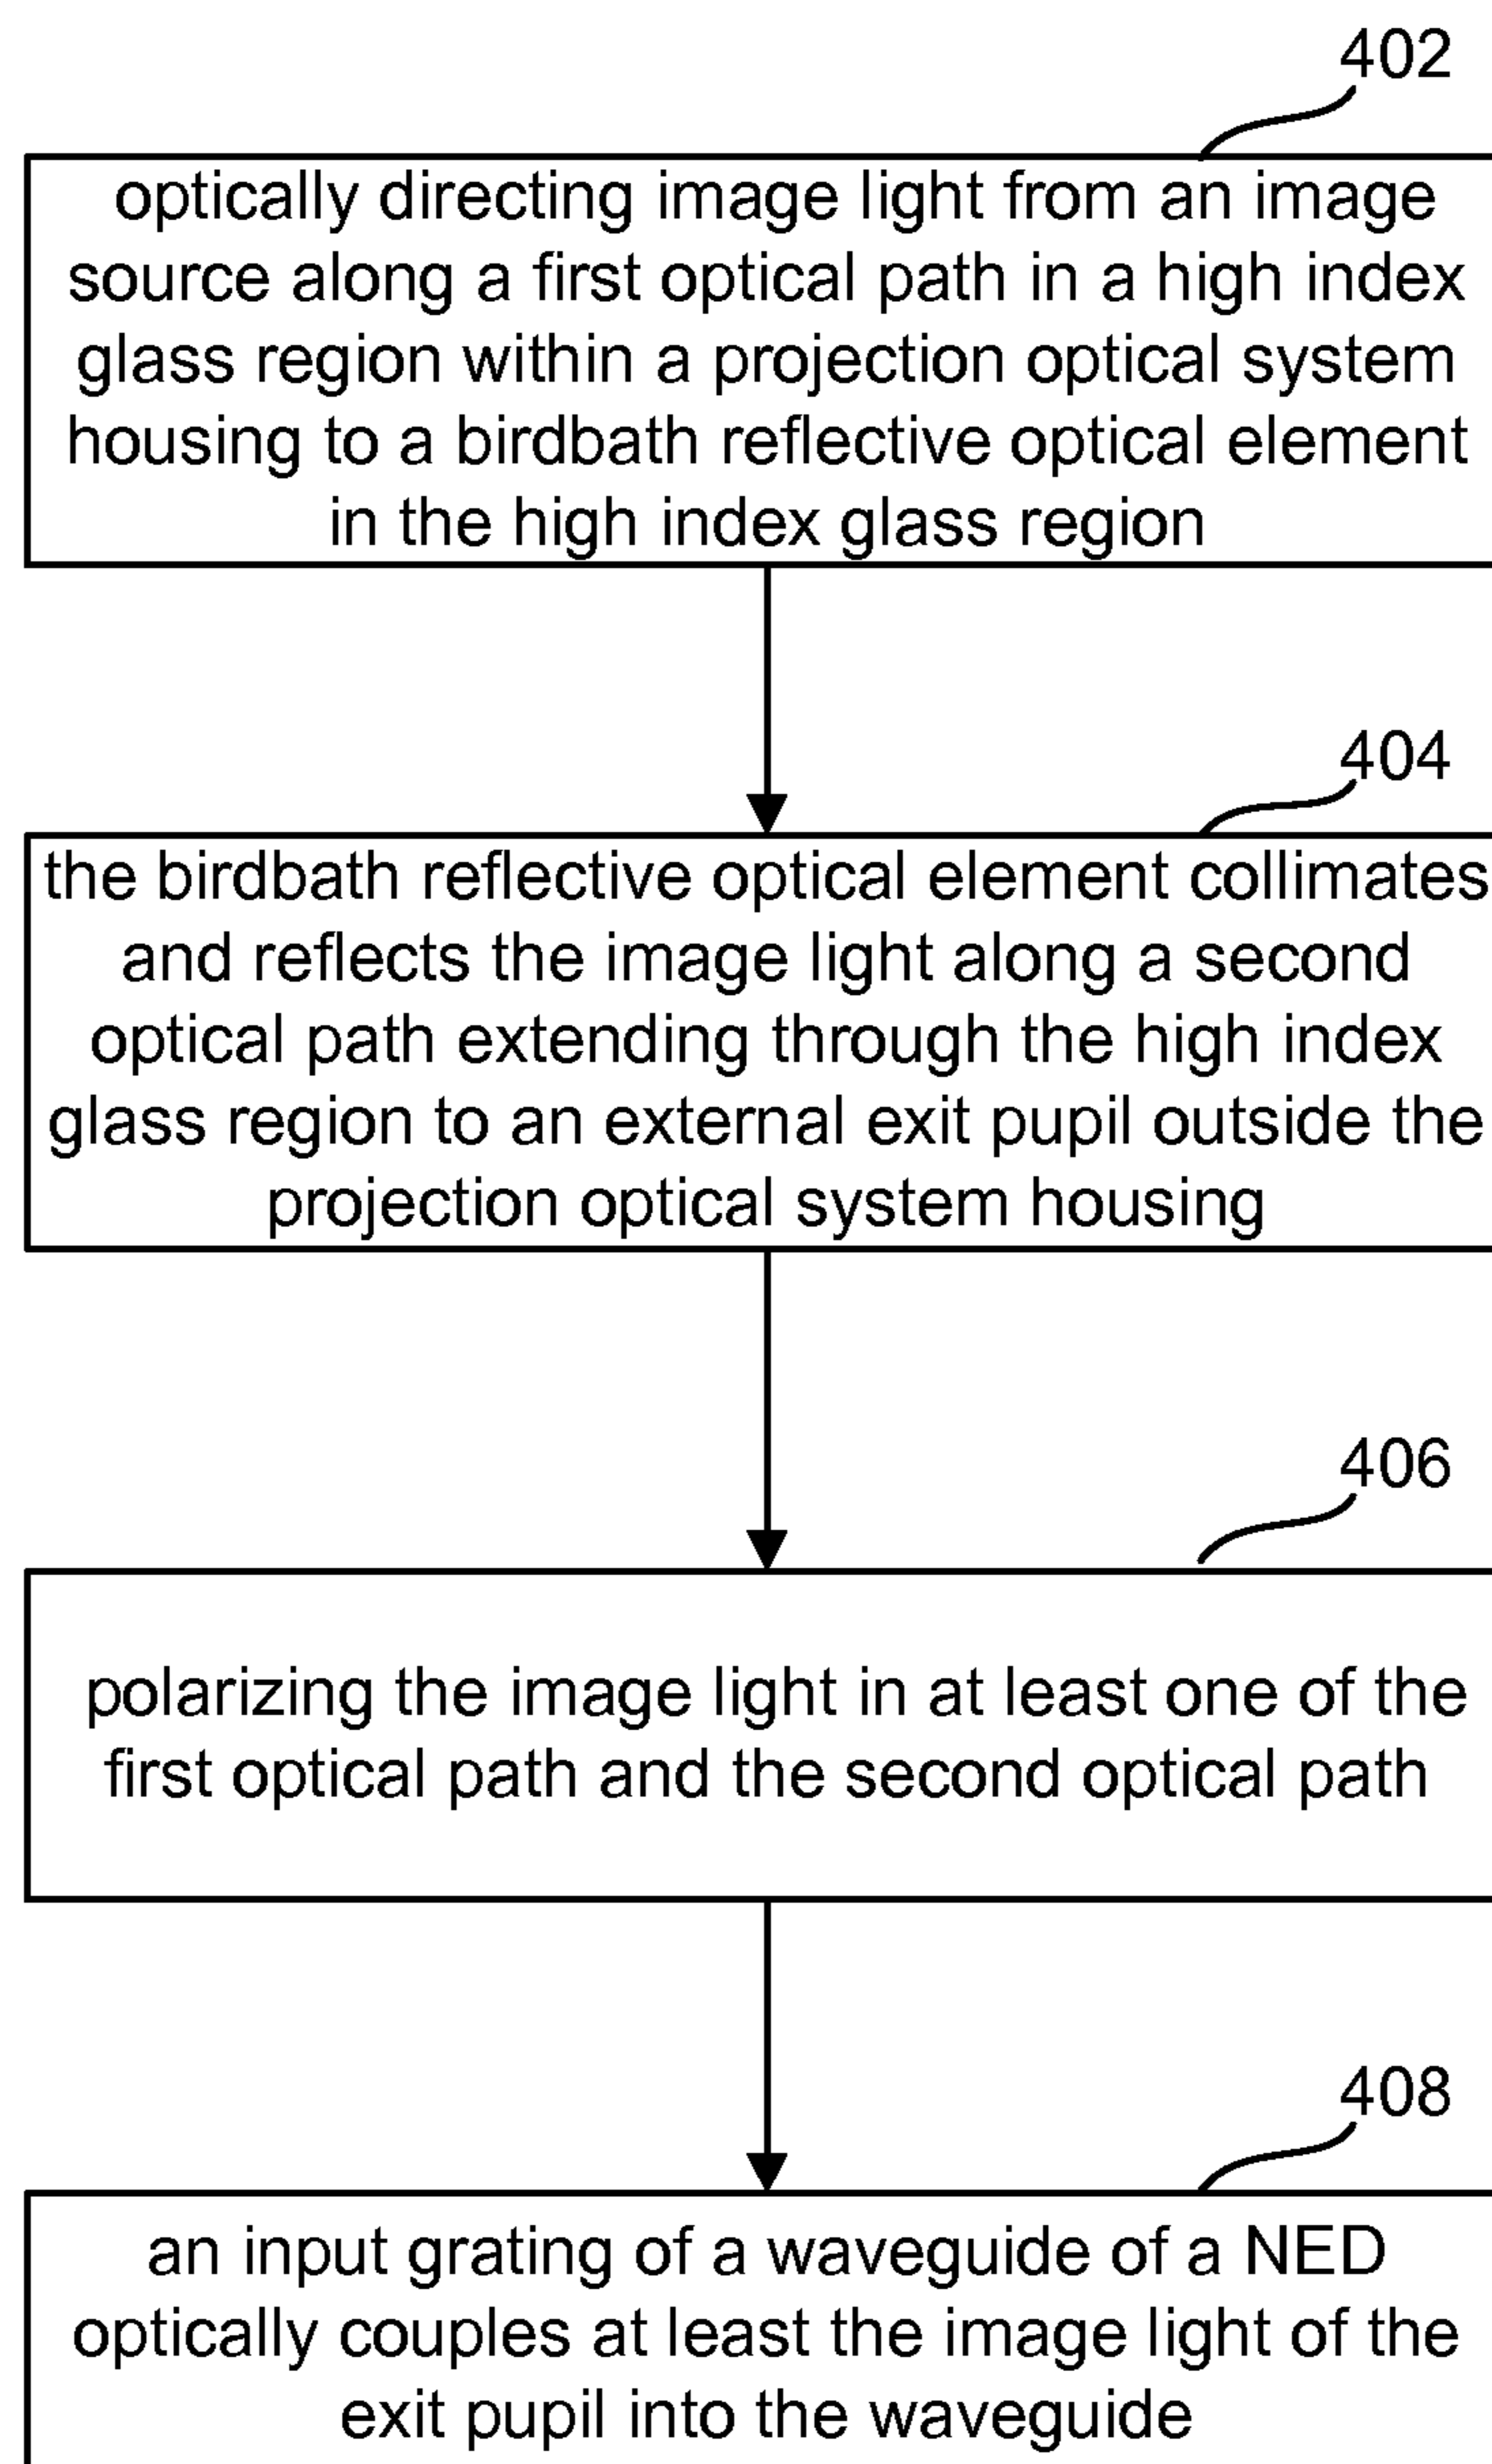 402
optically directing image light from an image
source along a first optical path in a high index
glass region within a projection optical system
housing to a birdbath reflective optical element
in the high index glass region
404
the birdbath reflective optical element collimates
and reflects the image light along a second
optical path extending through the high index
glass region to an external exit pupil outside the
projection optical system housing
406
polarizing the image light in at least one of the
first optical path and the second optical path
408
an input grating of a waveguide of a NED
optically couples at least the image light of the
exit pupil into the waveguide